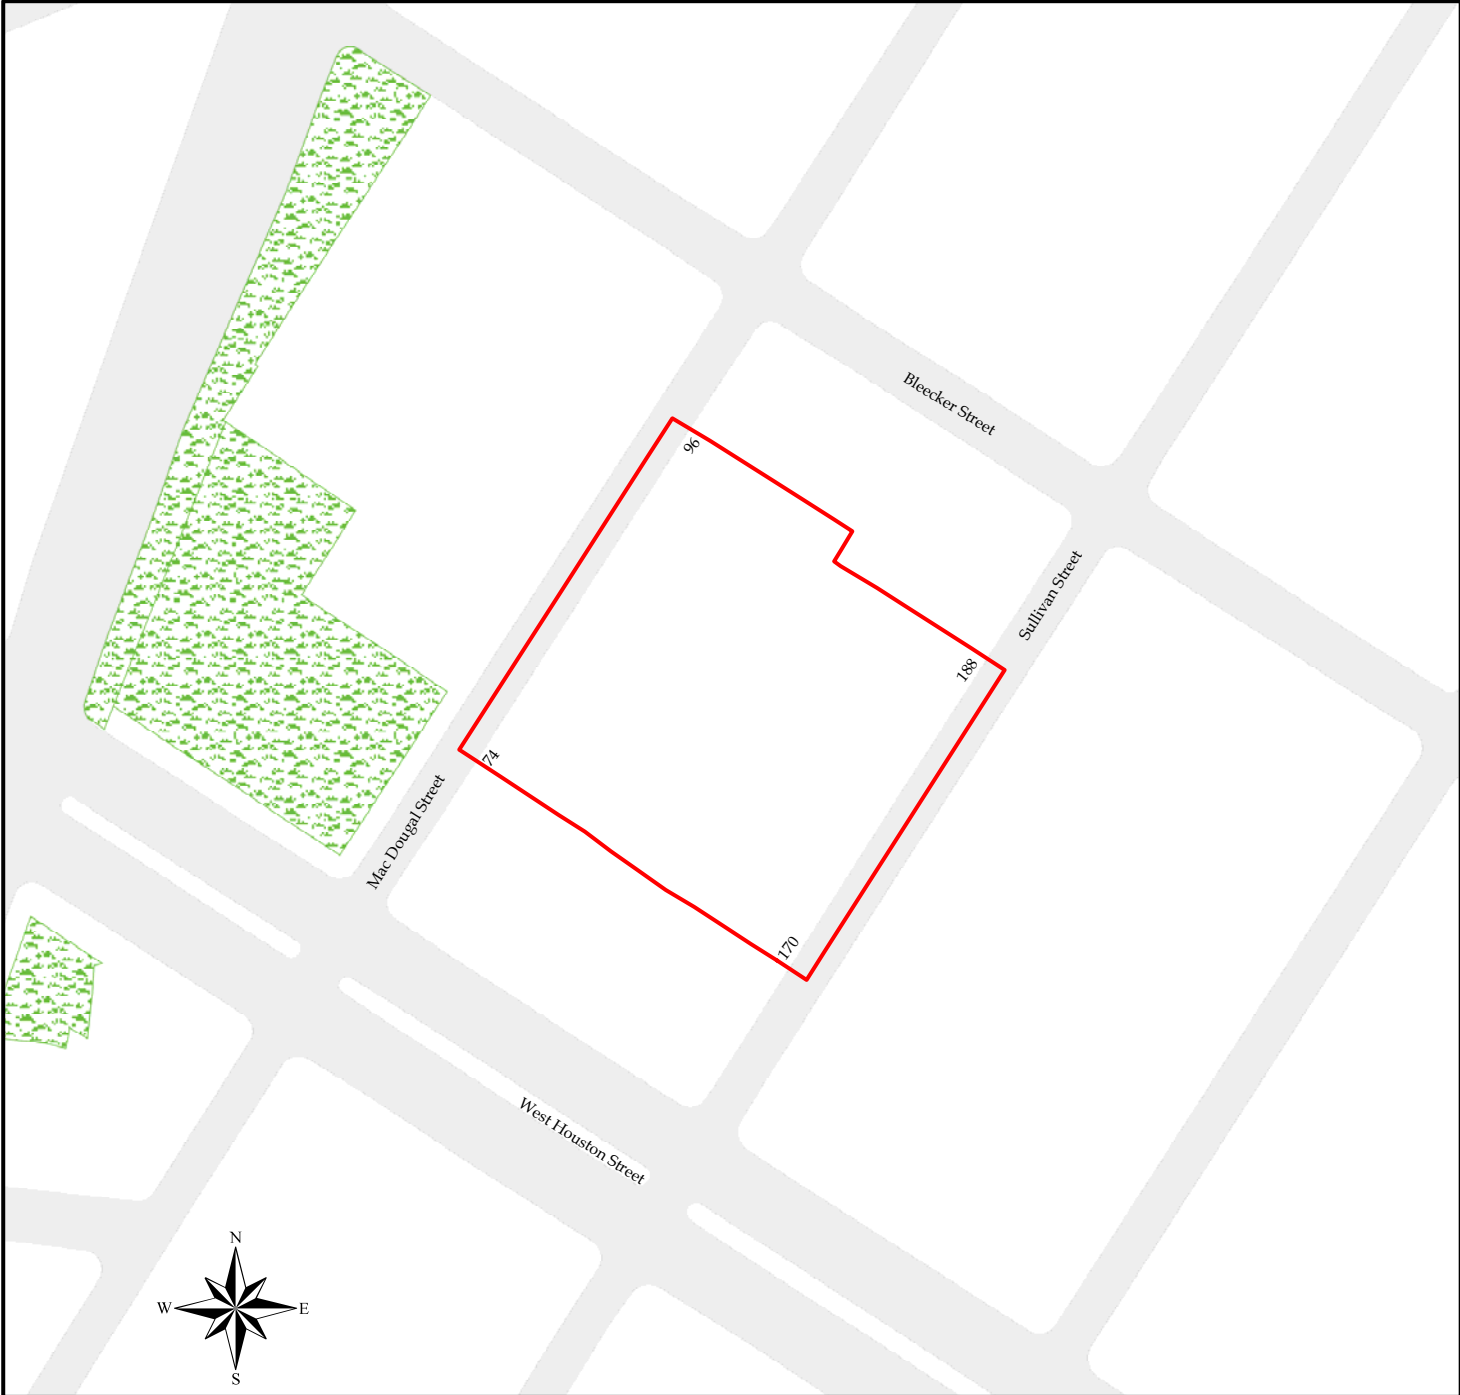 Bleecker Street
96
Sullivan Street
188
74
Mac Dougal Street
170
West Houston Street
N
W
E
S